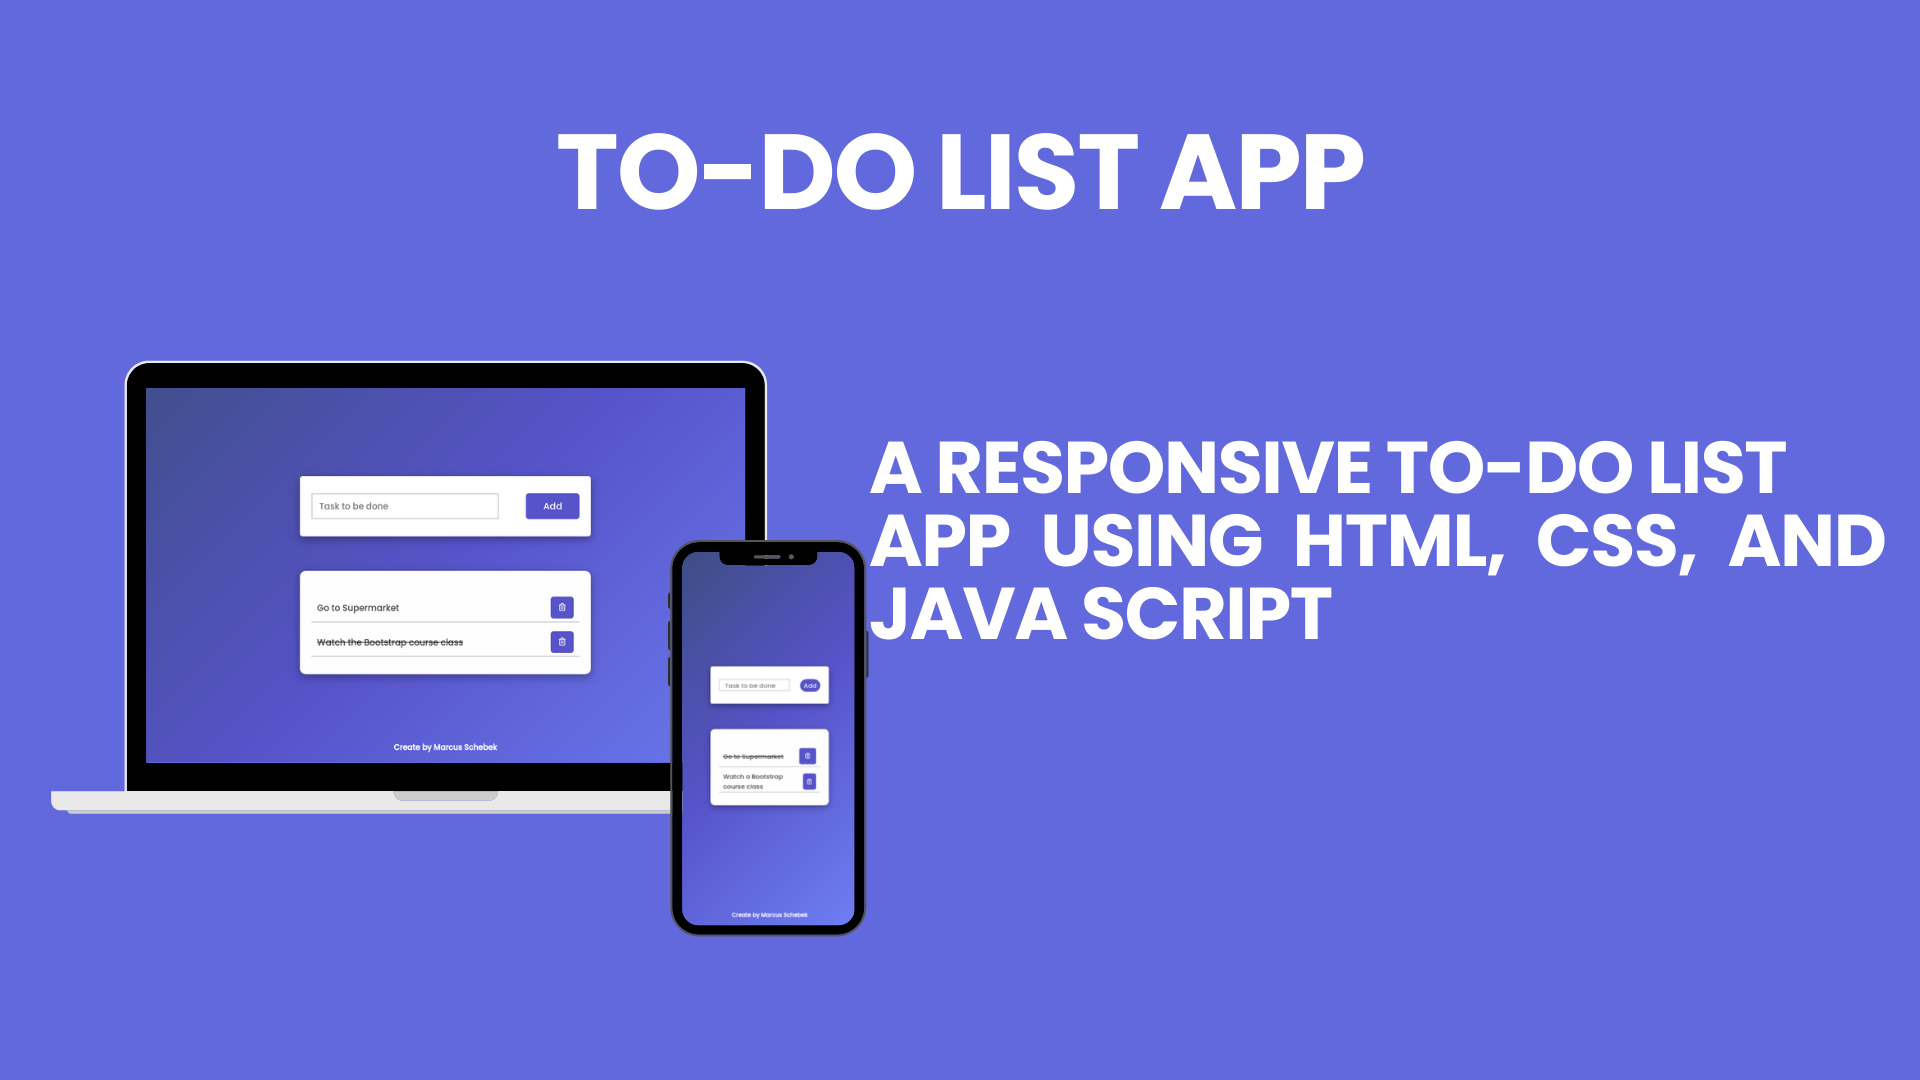 TO-DO LIST APP
A RESPONSIVE TO-DO LIST
APP USING HTML, CSS, AND
JAVA SCRIPT
Task to be done
Add
Go to Supermarket
Watch the Bootstrap course class
Create by Marcus Schebek
Task to be done
Add
Go to Supermarket
Watch a Bootstrap
course class
Create by Marcus Schebek